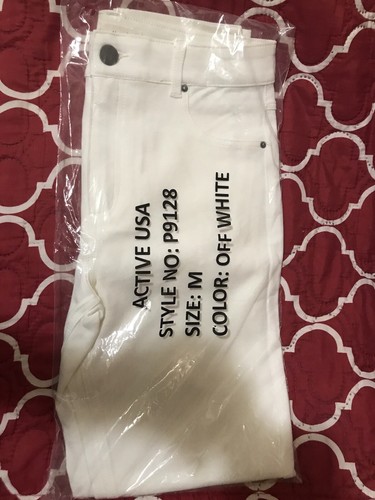 ACTIVE USA
STYLE NO: P9128
SIZE: M
COLOR: OFF WHITE